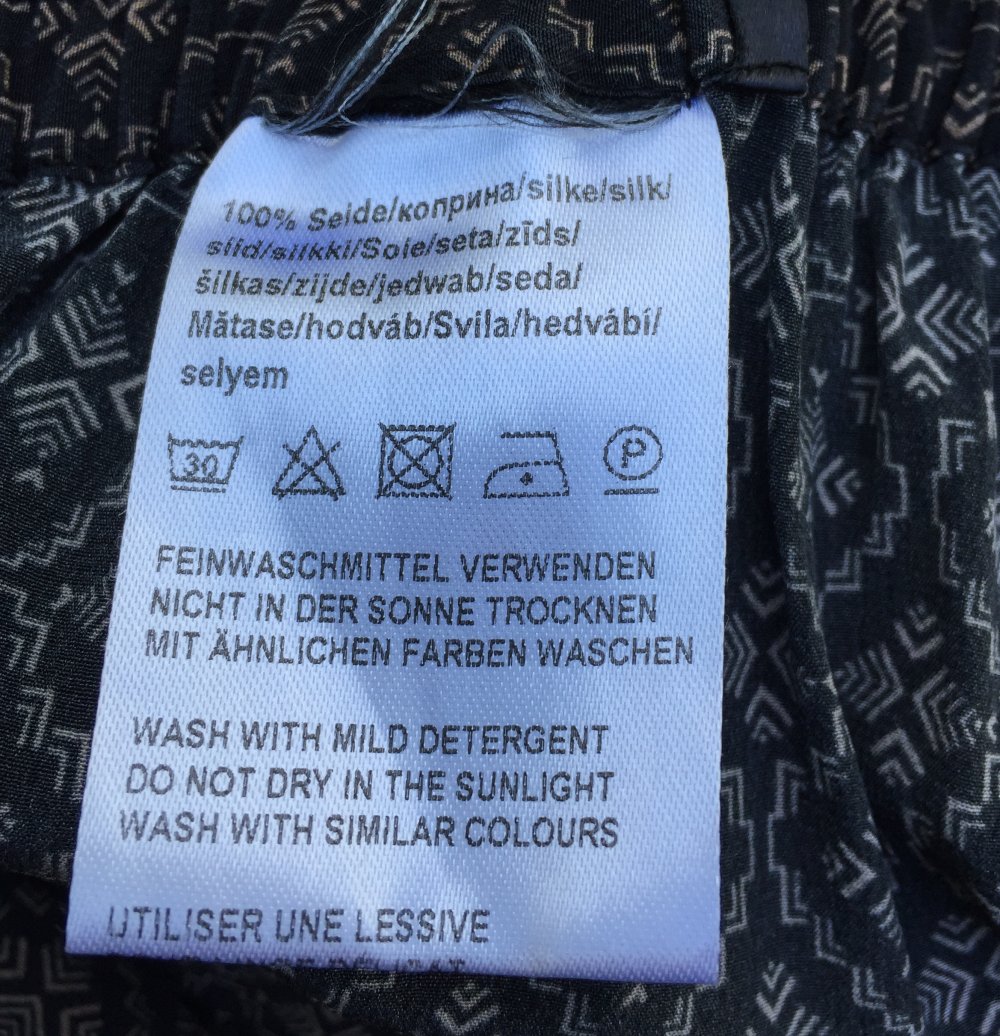 100% Seide/коприна/silke/silk/
siid/silkki/Soie/seta/zīds/
šilkas/zijde/jedwab/seda/
Mătase/hodváb/Svila/hedvábí/
selyem
30 P
FEINWASCHMITTEL VERWENDEN
NICHT IN DER SONNE TROCKNEN
MIT ÄHNLICHEN FARBEN WASCHEN
WASH WITH MILD DETERGENT
DO NOT DRY IN THE SUNLIGHT
WASH WITH SIMILAR COLOURS
UTILISER UNE LESSIVE